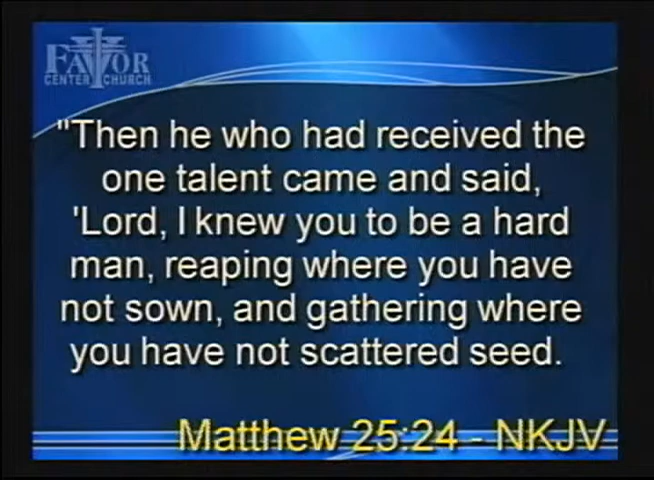 FAVOR
CENTER CHURCH
"Then he who had received the
one talent came and said,
'Lord, I knew you to be a hard
man, reaping where you have
not sown, and gathering where
you have not scattered seed.
Matthew 25:24 - NKJV